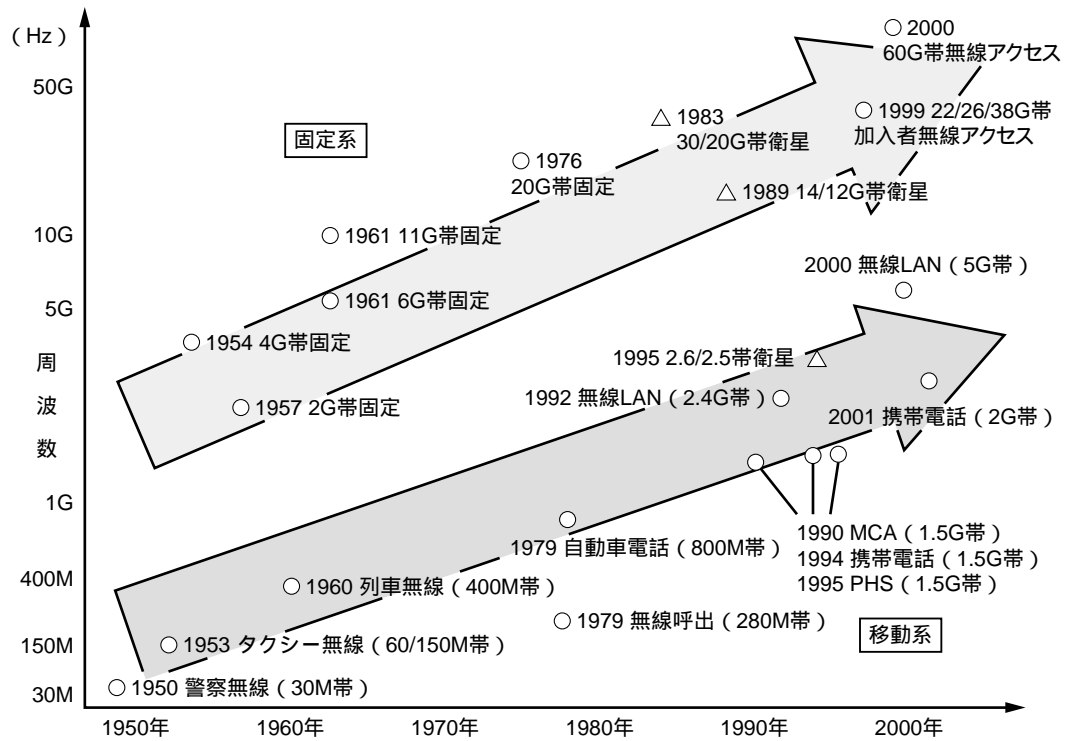 (Hz)
50G
10G
5G
周
波
数
1G
400M
150M
30M
固定系
2000
60G帯無線アクセス
1999 22/26/38G帯
加入者無線アクセス
1983
30/20G帯衛星
1976
20G帯固定
1989 14/12G帯衛星
1961 11G帯固定
1961 6G帯固定
1954 4G帯固定
1957 2G帯固定
2000 無線LAN(5G帯)
1995 2.6/2.5帯衛星
1992 無線LAN(2.4G帯)
2001 携帯電話(2G帯)
1990 MCA(1.5G帯)
1994 携帯電話(1.5G帯)
1995 PHS(1.5G帯)
1979 自動車電話(800M帯)
1960 列車無線(400M帯)
1979 無線呼出(280M帯)
移動系
1953 タクシー無線(60/150M帯)
1950 警察無線(30M帯)
1950年 1960年 1970年 1980年 1990年 2000年